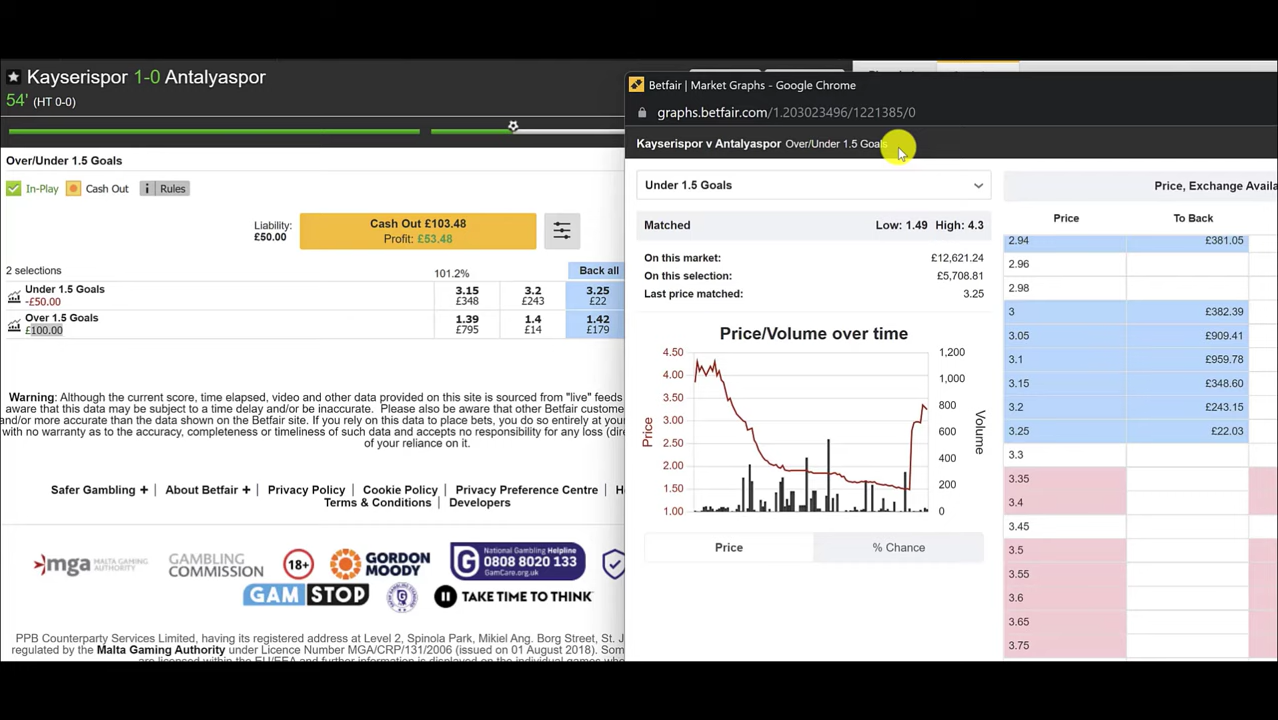 Kayserispor 1-0 Antalyaspor
54' (HT 0-0)
Over/Under 1.5 Goals
In-Play Cash Out i Rules
Liability:
£50.00
Cash Out £103.48
Profit: £53.48
2 selections 101.2% Back all
Under 1.5 Goals 3.15 3.2 3.25
-£50.00 £348 £243 £22
Over 1.5 Goals 1.39 1.4 1.42
£100.00 £795 £14 £179
Warning: Although the current score, time elapsed, video and other data provided on this site is sourced from "live" feeds
aware that this data may be subject to a time delay and/or be inaccurate. Please also be aware that other Betfair custome
and/or more accurate than the data shown on the Betfair site. If you rely on this data to place bets, you do so entirely at your
with no warranty as to the accuracy, completeness or timeliness of such data and accepts no responsibility for any loss (dire
of your reliance on it.
Safer Gambling + About Betfair + Privacy Policy Cookie Policy Privacy Preference Centre H
Terms & Conditions Developers
mga MALTA GAMING AUTHORITY
GAMBLING COMMISSION
18+
GORDON MOODY
National Gambling Helpline
0808 8020 133
GamCare.org.uk
GAMSTOP
TAKE TIME TO THINK
PPB Counterparty Services Limited, having its registered address at Level 2, Spinola Park, Mikiel Ang. Borg Street, St. J
regulated by the Malta Gaming Authority under Licence Number MGA/CRP/131/2006 (issued on 01 August 2018). Som
Betfair | Market Graphs - Google Chrome
graphs.betfair.com/1.203023496/1221385/0
Kayserispor v Antalyaspor Over/Under 1.5 Goals
Under 1.5 Goals
Matched Low: 1.49 High: 4.3
On this market: £12,621.24
On this selection: £5,708.81
Last price matched: 3.25
Price/Volume over time
4.50
4.00
3.50
3.00
2.50
2.00
1.50
1.00
Price
1,200
1,000
800
600
400
200
0
Volume
Price % Chance
Price, Exchange Availa
Price To Back
2.94 £381.05
2.96
2.98
3 £382.39
3.05 £909.41
3.1 £959.78
3.15 £348.60
3.2 £243.15
3.25 £22.03
3.3
3.35
3.4
3.45
3.5
3.55
3.6
3.65
3.75